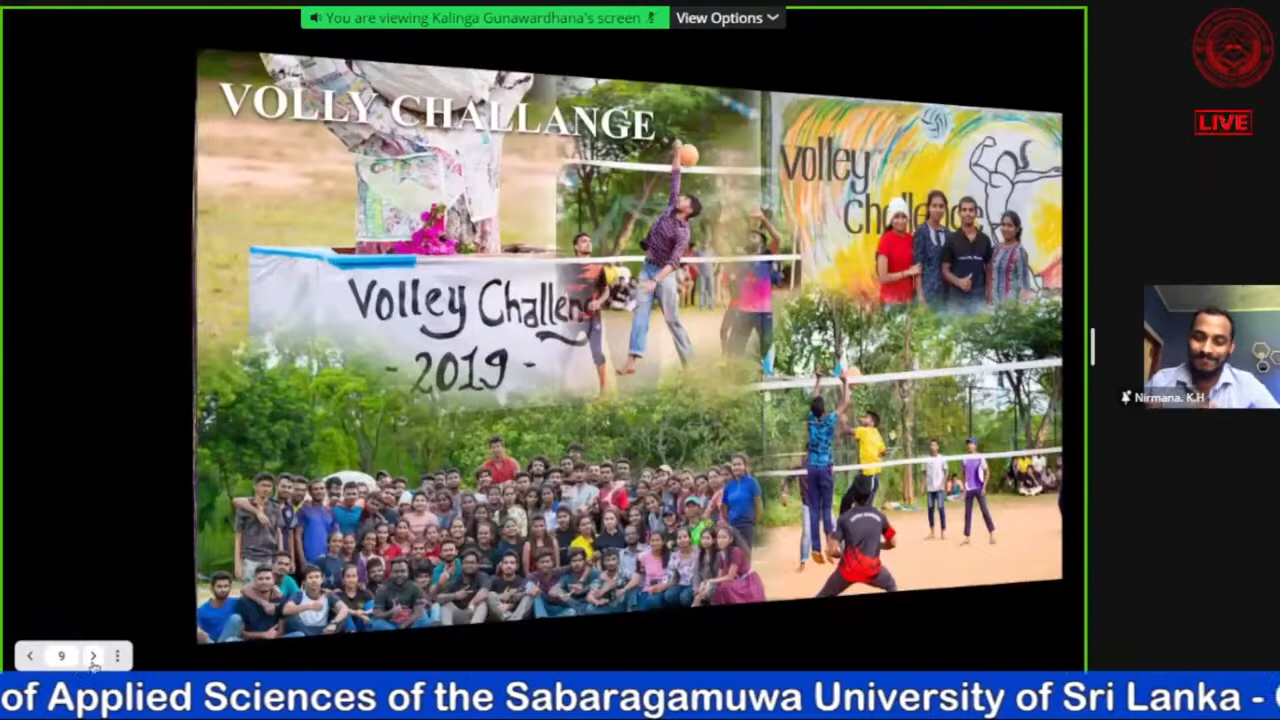 You are viewing Kalinga Gunawardhana's screen
View Options
LIVE
VOLLY CHALLANGE
volley
challenge
Volley Challen
- 2019 -
Nirmana. K.H
9
of Applied Sciences of the Sabaragamuwa University of Sri Lanka -